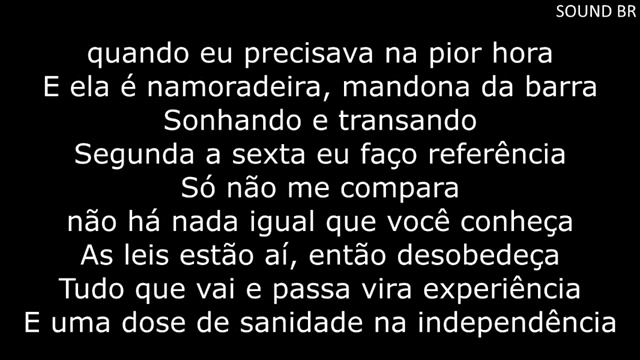 SOUND BR
quando eu precisava na pior hora
E ela é namoradeira, mandona da barra
Sonhando e transando
Segunda a sexta eu faço referência
Só não me compara
não há nada igual que você conheça
As leis estão aí, então desobedeça
Tudo que vai e passa vira experiência
E uma dose de sanidade na independência